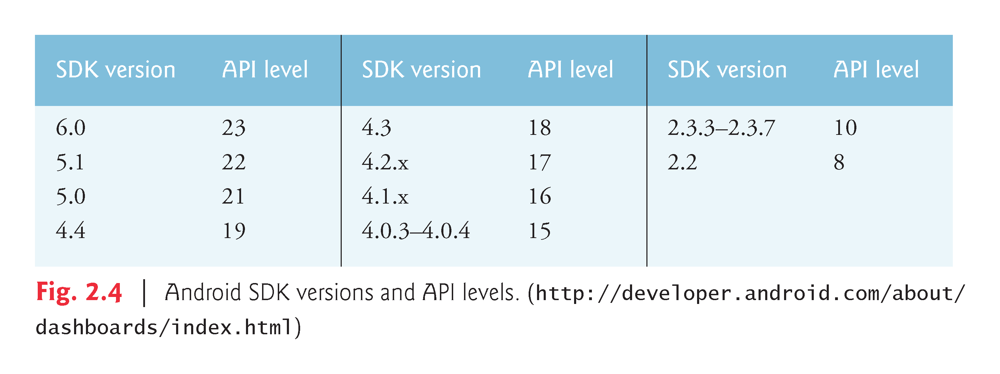 SDK version API level SDK version API level SDK version API level
6.0 23 4.3 18 2.3.3–2.3.7 10
5.1 22 4.2.x 17 2.2 8
5.0 21 4.1.x 16
4.4 19 4.0.3–4.0.4 15
Fig. 2.4 | Android SDK versions and API levels. (http://developer.android.com/about/
dashboards/index.html)